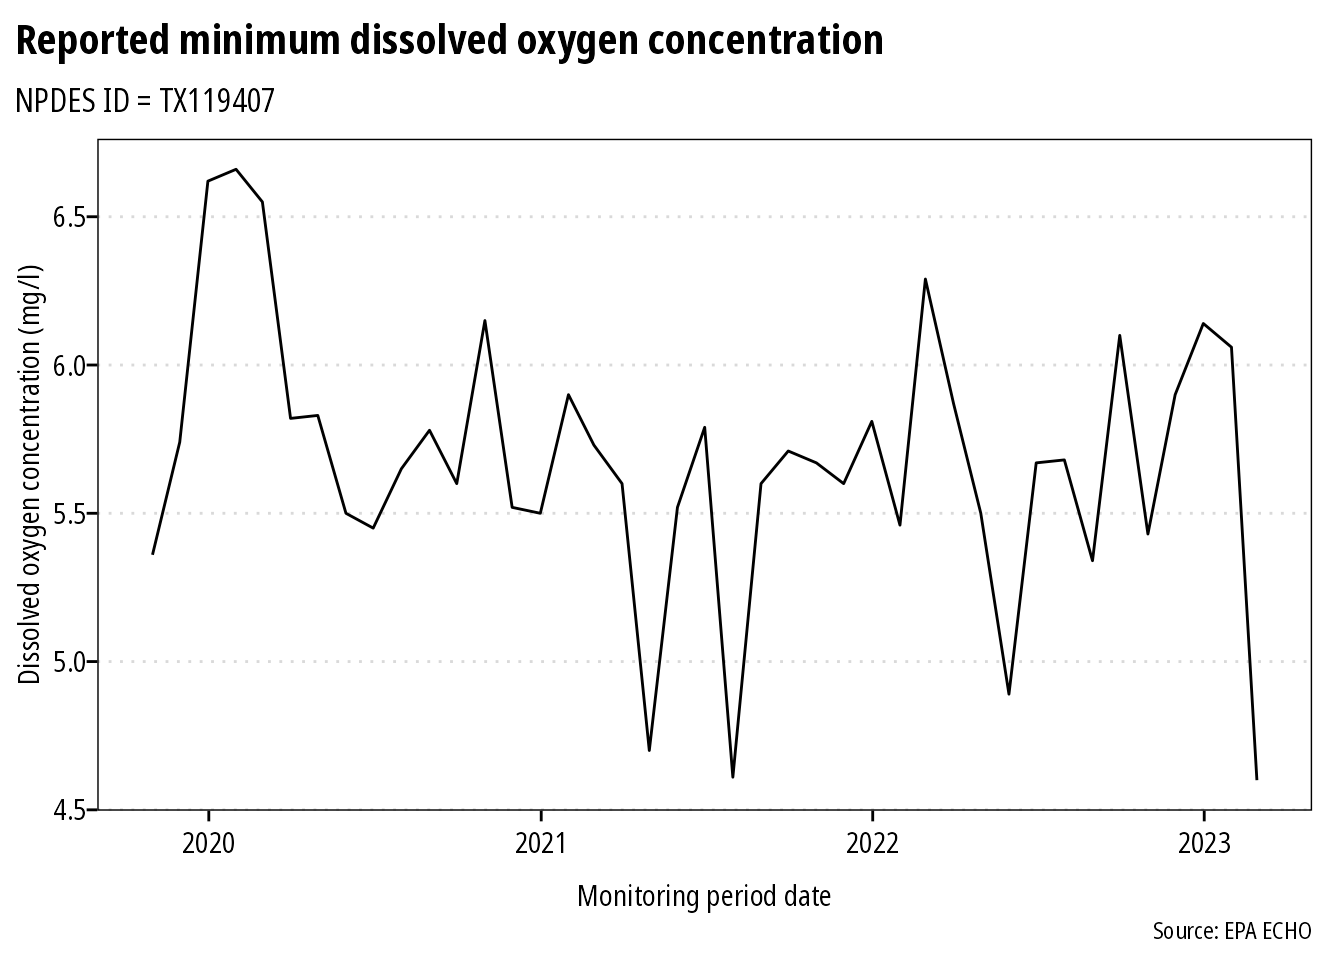 Reported minimum dissolved oxygen concentration
NPDES ID = TX119407
Dissolved oxygen concentration (mg/l)
6.5
6.0
5.5
5.0
4.5
2020 2021 2022 2023
Monitoring period date
Source: EPA ECHO